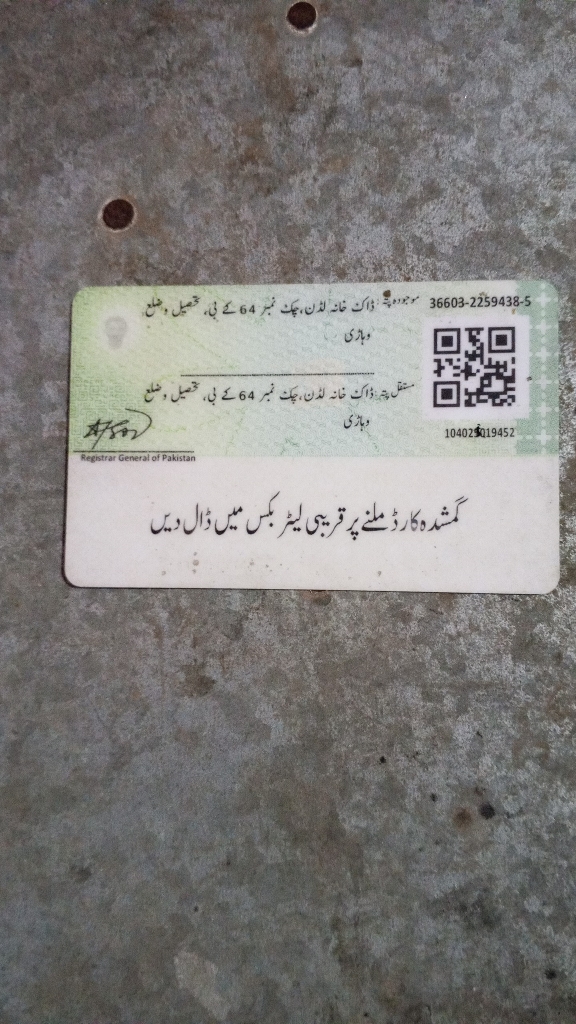 موجودہ پتہ: ڈاک خانہ لڈن، چک نمبر 64 کے بی، تحصیل و ضلع
وہاڑی
36603-2259438-5
مستقل پتہ: ڈاک خانہ لڈن، چک نمبر 64 کے بی، تحصیل و ضلع
وہاڑی
Registrar General of Pakistan
گمشدہ کارڈ ملنے پر قریبی لیٹر بکس میں ڈال دیں